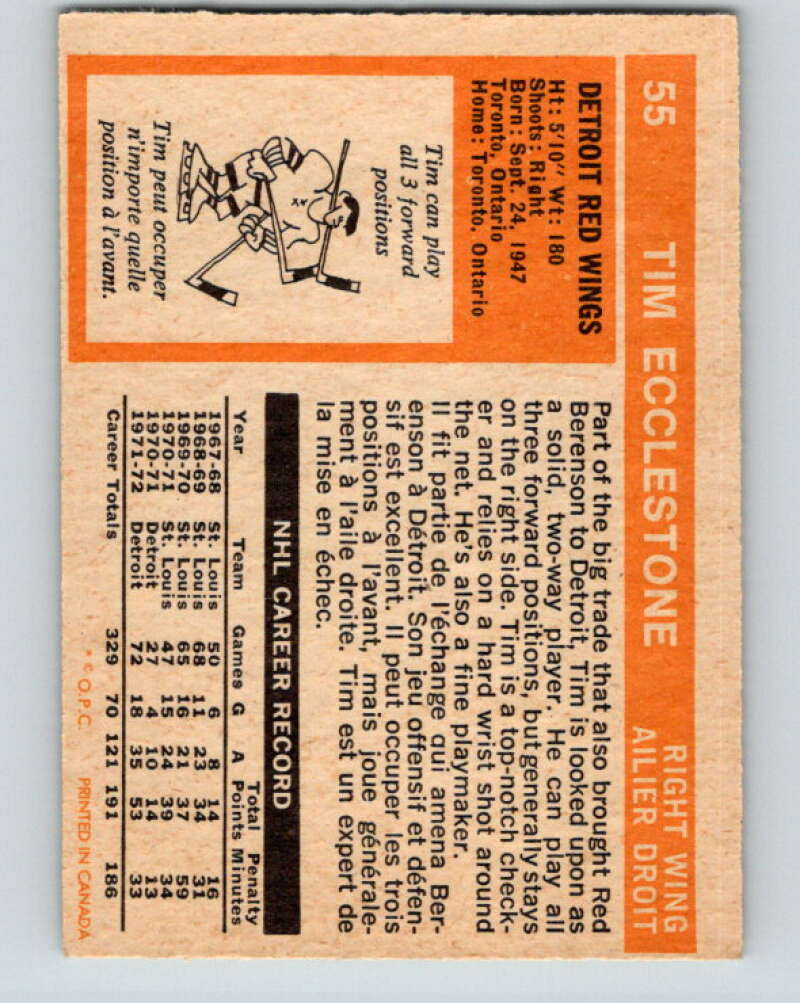 55 TIM ECCLESTONE RIGHT WING
AILIER DROIT
DETROIT RED WINGS
Ht: 5'10" Wt: 180
Shoots: Right
Born: Sept. 24, 1947
Toronto, Ontario
Home: Toronto, Ontario
Tim can play
all 3 forward
positions
Tim peut occuper
n'importe quelle
position à l'avant.
Part of the big trade that also brought Red
Berenson to Detroit, Tim is looked upon as
a solid, two-way player. He can play all
three forward positions, but generally stays
on the right side. Tim is a top-notch check-
er and relies on a hard wrist shot around
the net. He's also a fine playmaker.
Il fit partie de l'échange qui amena Ber-
enson à Détroit. Son jeu offensif et défen-
sif est excellent. Il peut occuper les trois
positions à l'avant, mais joue générale-
ment à l'aile droite. Tim est un expert de
la mise en échec.
NHL CAREER RECORD
Total Penalty
Year Team Games G A Points Minutes
1967-68 St. Louis 50 6 8 14 16
1968-69 St. Louis 68 11 23 34 31
1969-70 St. Louis 65 16 21 37 59
1970-71 St. Louis 47 15 24 39 34
1970-71 Detroit 27 4 10 14 13
1971-72 Detroit 72 18 35 53 33
Career Totals 329 70 121 191 186
* © O.P.C. PRINTED IN CANADA